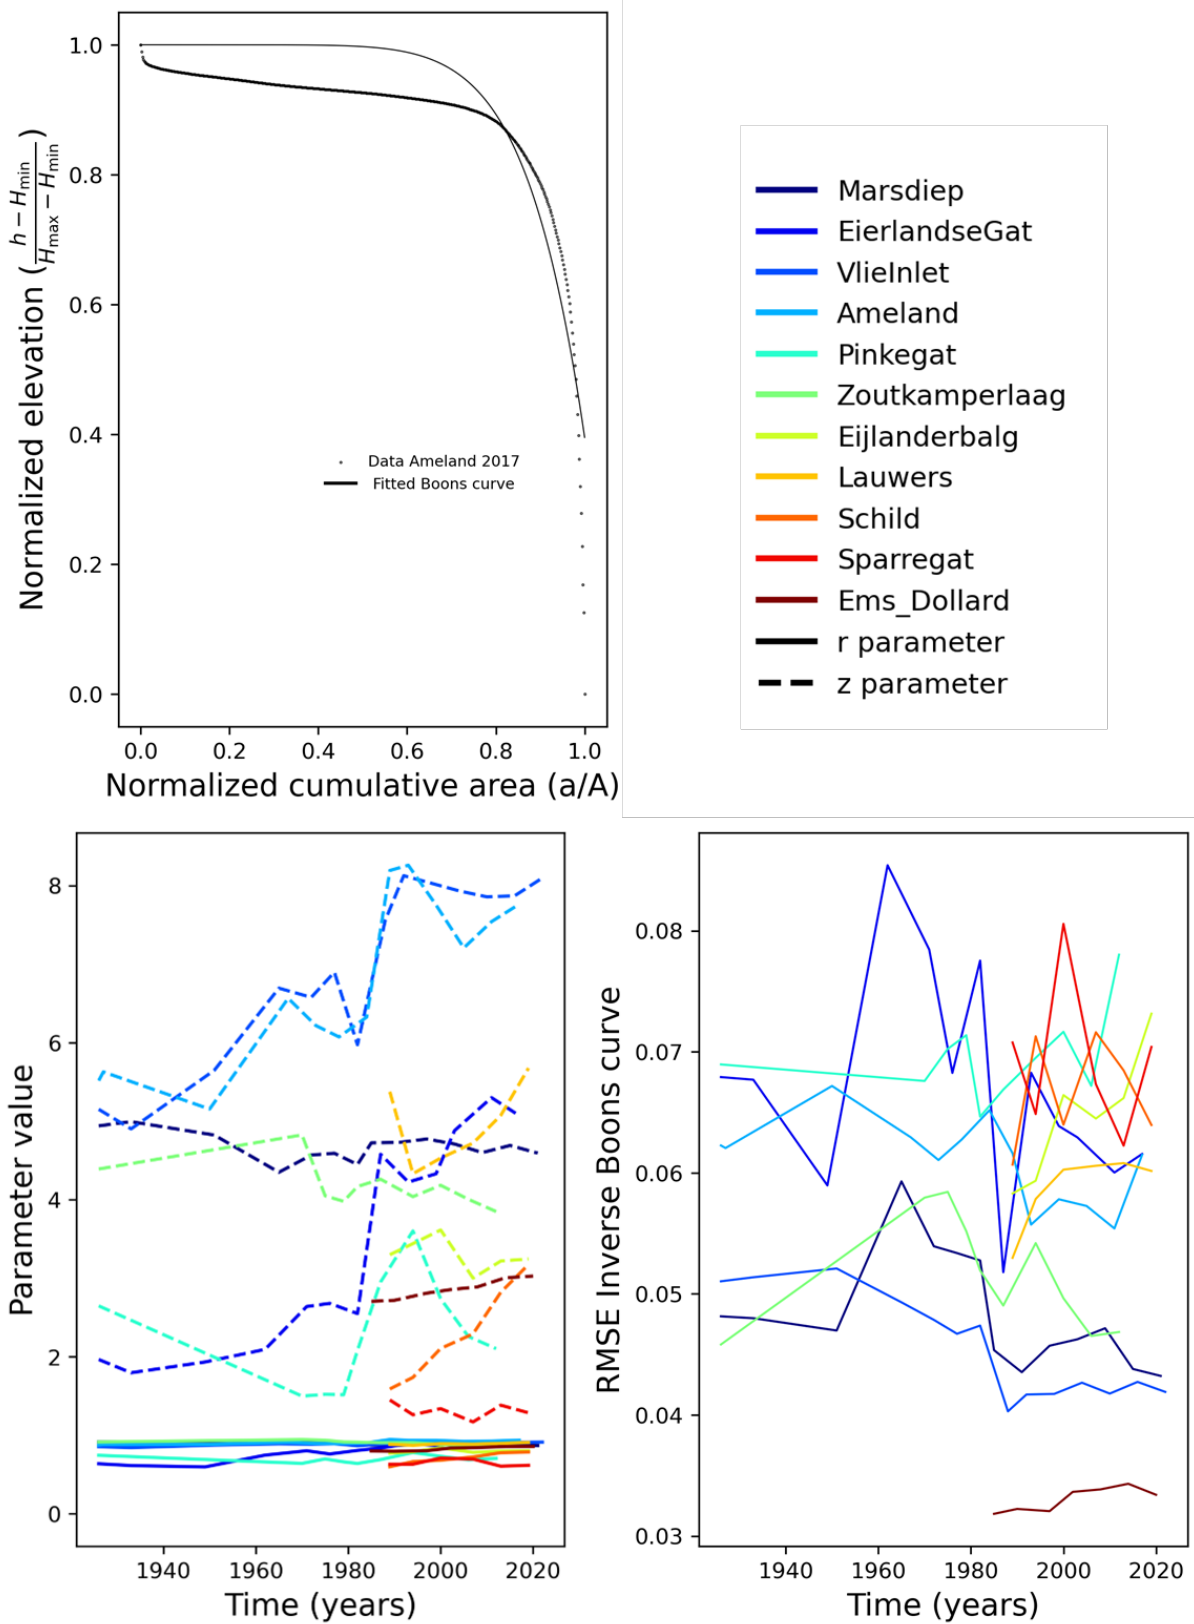 1.0
0.8
0.6
0.4
0.2
0.0
Normalized elevation (h − Hmin / Hmax − Hmin)
Data Ameland 2017
Fitted Boons curve
0.0 0.2 0.4 0.6 0.8 1.0
Normalized cumulative area (a/A)
Marsdiep
EierlandseGat
VlieInlet
Ameland
Pinkegat
Zoutkamperlaag
Eijlanderbalg
Lauwers
Schild
Sparregat
Ems_Dollard
r parameter
z parameter
8
6
4
2
0
Parameter value
1940 1960 1980 2000 2020
Time (years)
0.08
0.07
0.06
0.05
0.04
0.03
RMSE Inverse Boons curve
1940 1960 1980 2000 2020
Time (years)